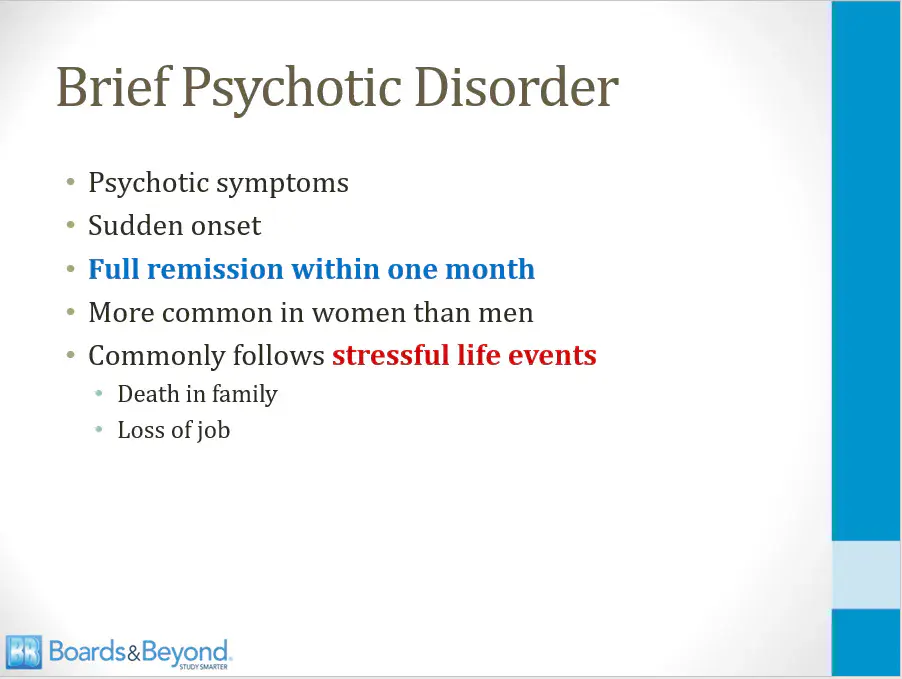 Brief Psychotic Disorder
• Psychotic symptoms
• Sudden onset
• Full remission within one month
• More common in women than men
• Commonly follows stressful life events
• Death in family
• Loss of job
BB Boards&Beyond.
STUDY SMARTER